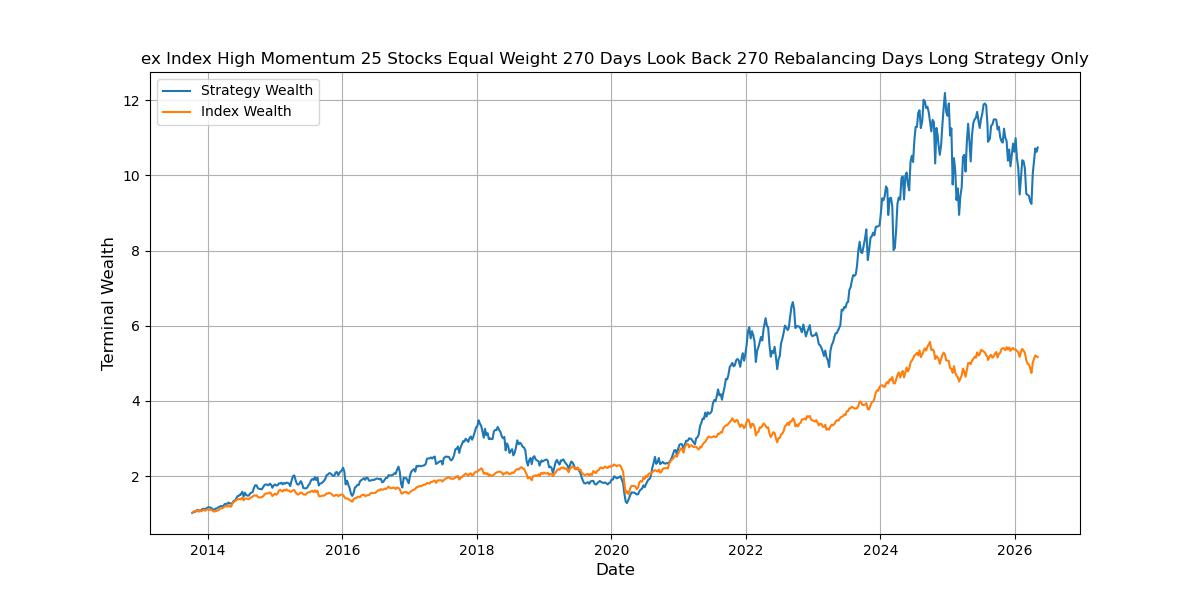 ex Index High Momentum 25 Stocks Equal Weight 270 Days Look Back 270 Rebalancing Days Long Strategy Only
Strategy Wealth
Index Wealth
Terminal Wealth
12
10
8
6
4
2
2014 2016 2018 2020 2022 2024 2026
Date